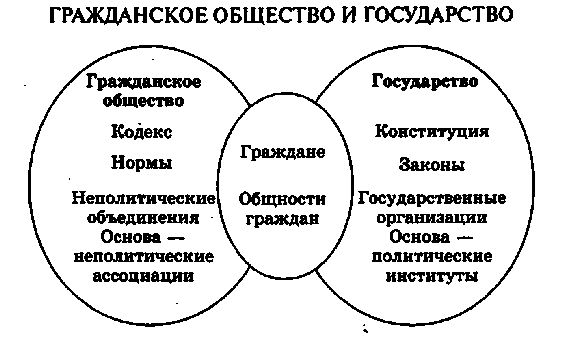 ГРАЖДАНСКОЕ ОБЩЕСТВО И ГОСУДАРСТВО
Гражданское
общество
Кодекс
Нормы
Неполитические
объединения
Основа —
неполитические
ассоциации
Граждане
Общности
граждан
Государство
Конституция
Законы
Государственные
организации
Основа —
политические
институты